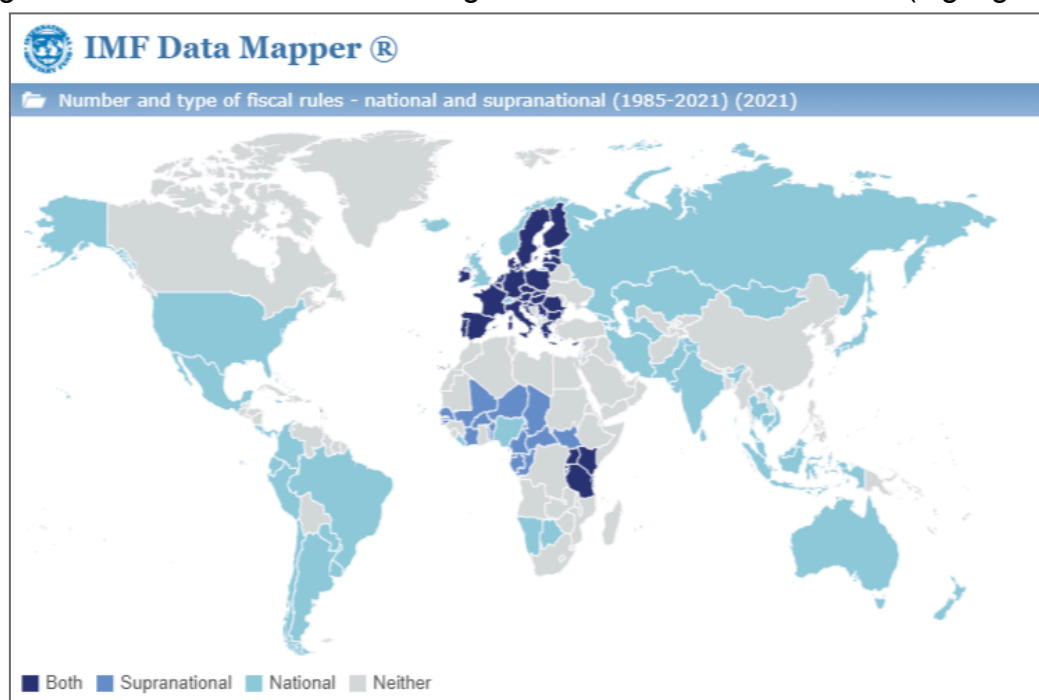 IMF Data Mapper ®
Number and type of fiscal rules - national and supranational (1985-2021) (2021)
Both Supranational National Neither